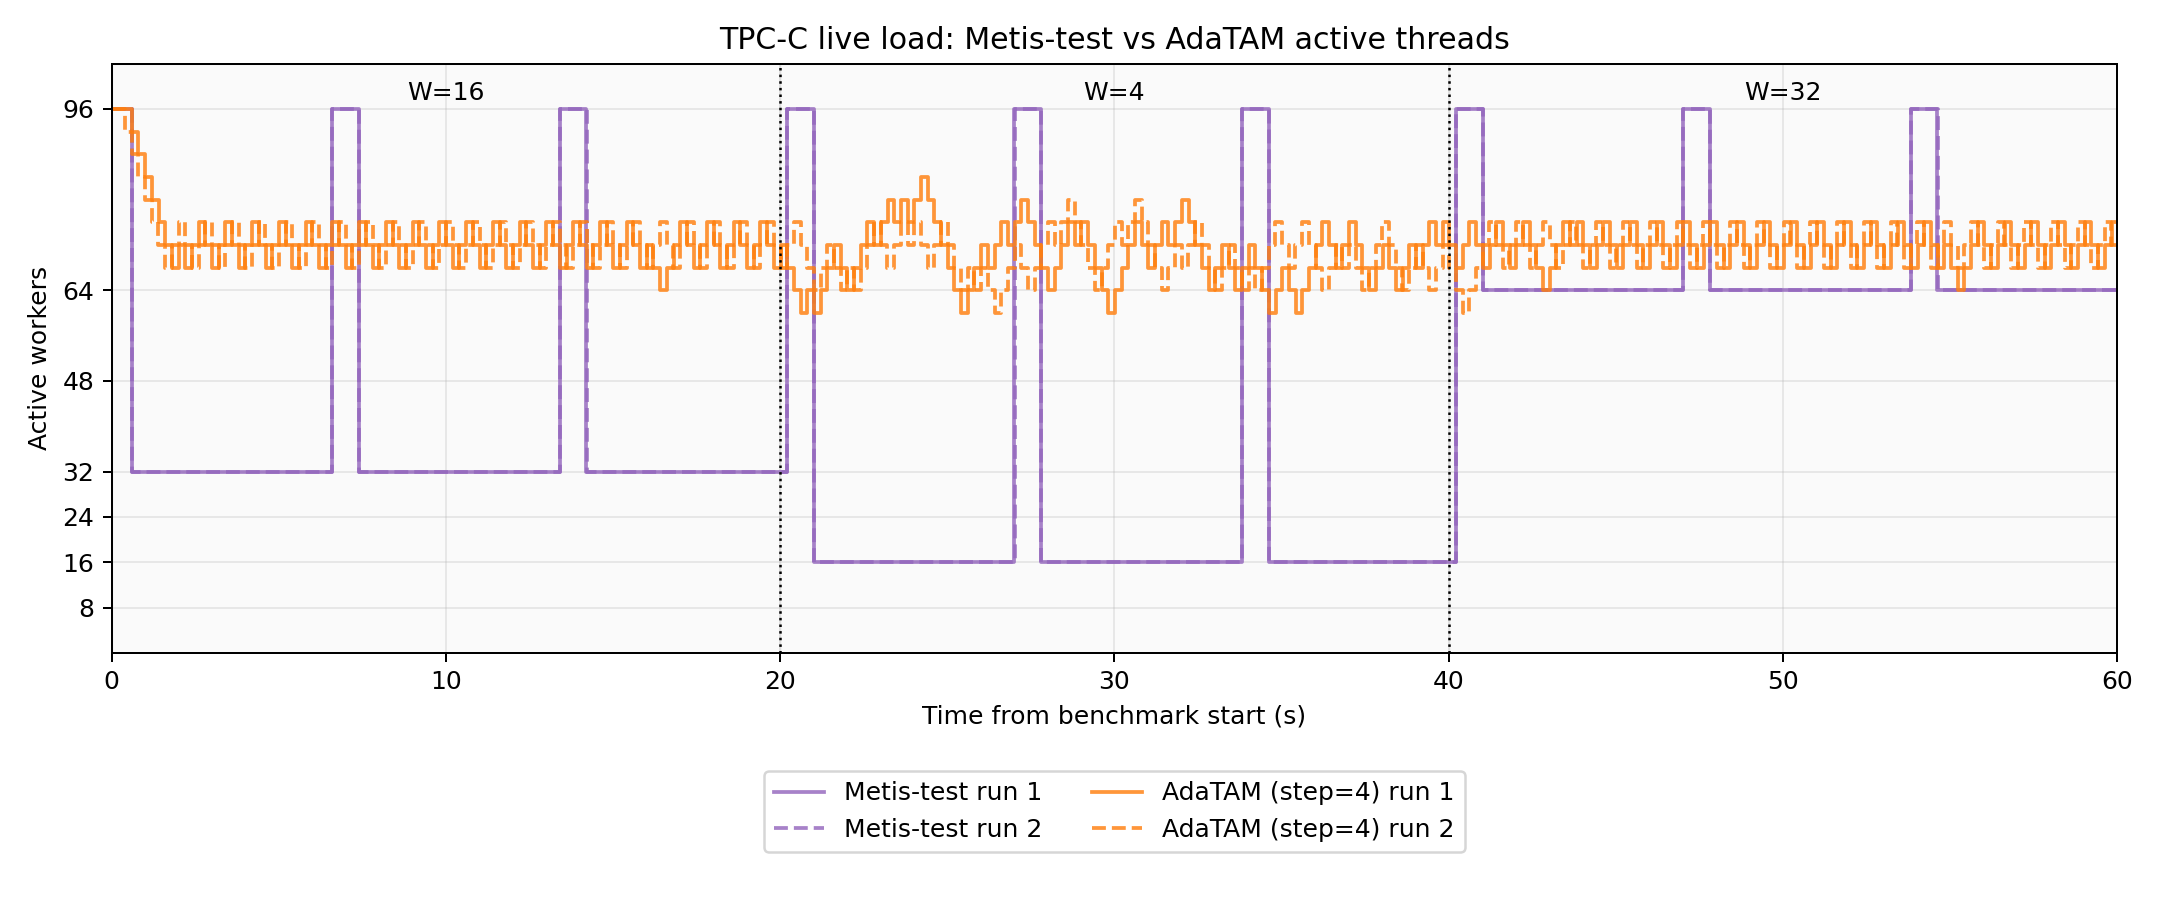 TPC-C live load: Metis-test vs AdaTAM active threads
W=16 W=4 W=32
96
64
48
32
24
16
8
Active workers
0 10 20 30 40 50 60
Time from benchmark start (s)
Metis-test run 1 AdaTAM (step=4) run 1
Metis-test run 2 AdaTAM (step=4) run 2